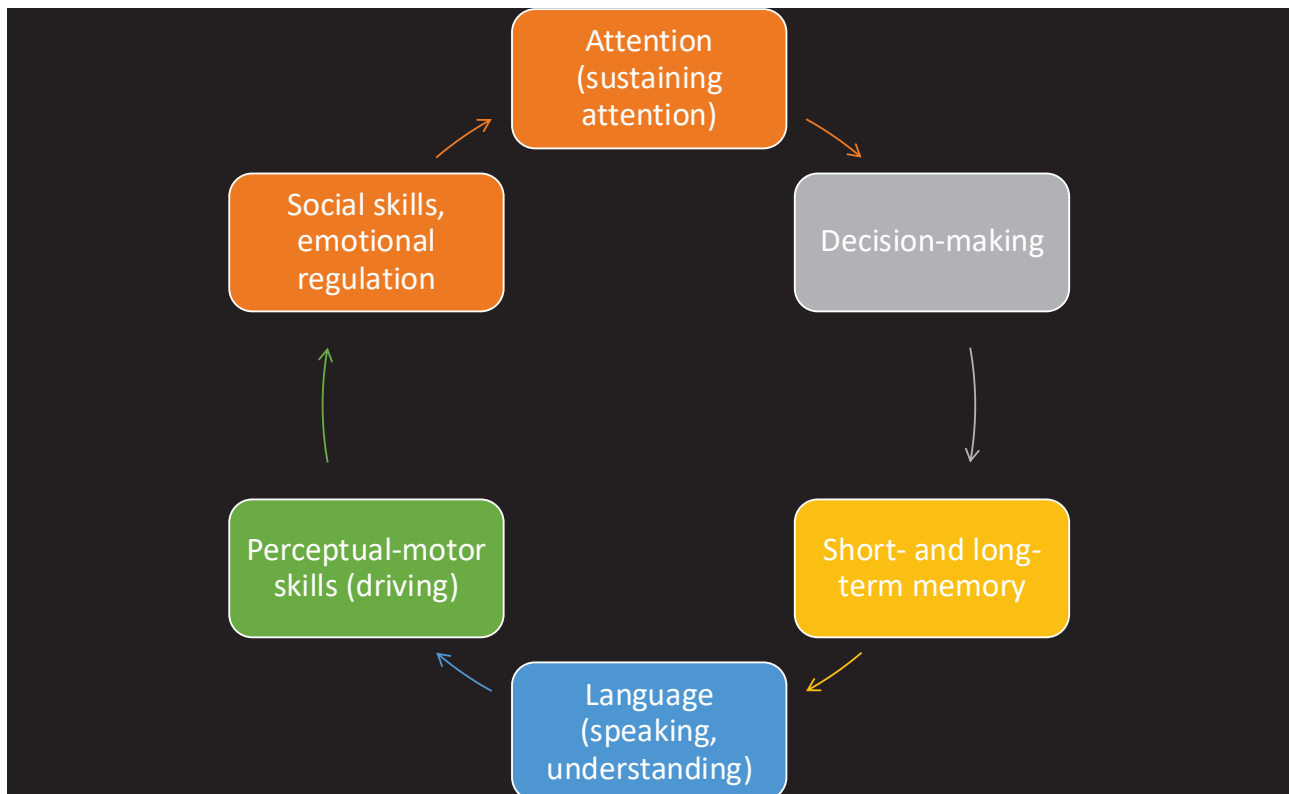 Attention
(sustaining
attention)
Decision-making
Short- and long-
term memory
Language
(speaking,
understanding)
Perceptual-motor
skills (driving)
Social skills,
emotional
regulation